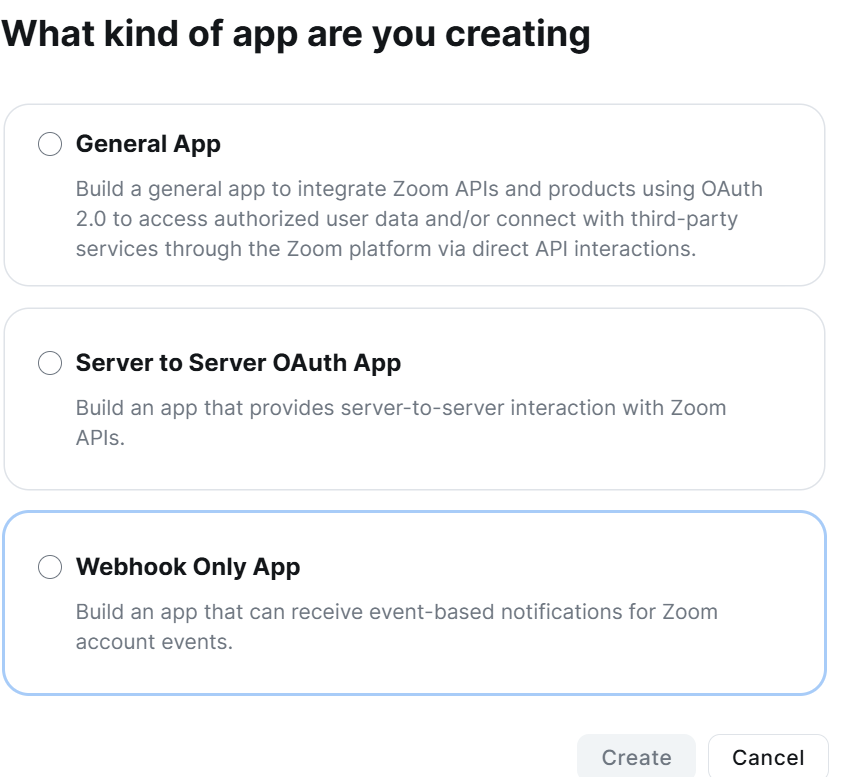 What kind of app are you creating
General App
Build a general app to integrate Zoom APIs and products using OAuth
2.0 to access authorized user data and/or connect with third-party
services through the Zoom platform via direct API interactions.
Server to Server OAuth App
Build an app that provides server-to-server interaction with Zoom
APIs.
Webhook Only App
Build an app that can receive event-based notifications for Zoom
account events.
Create
Cancel